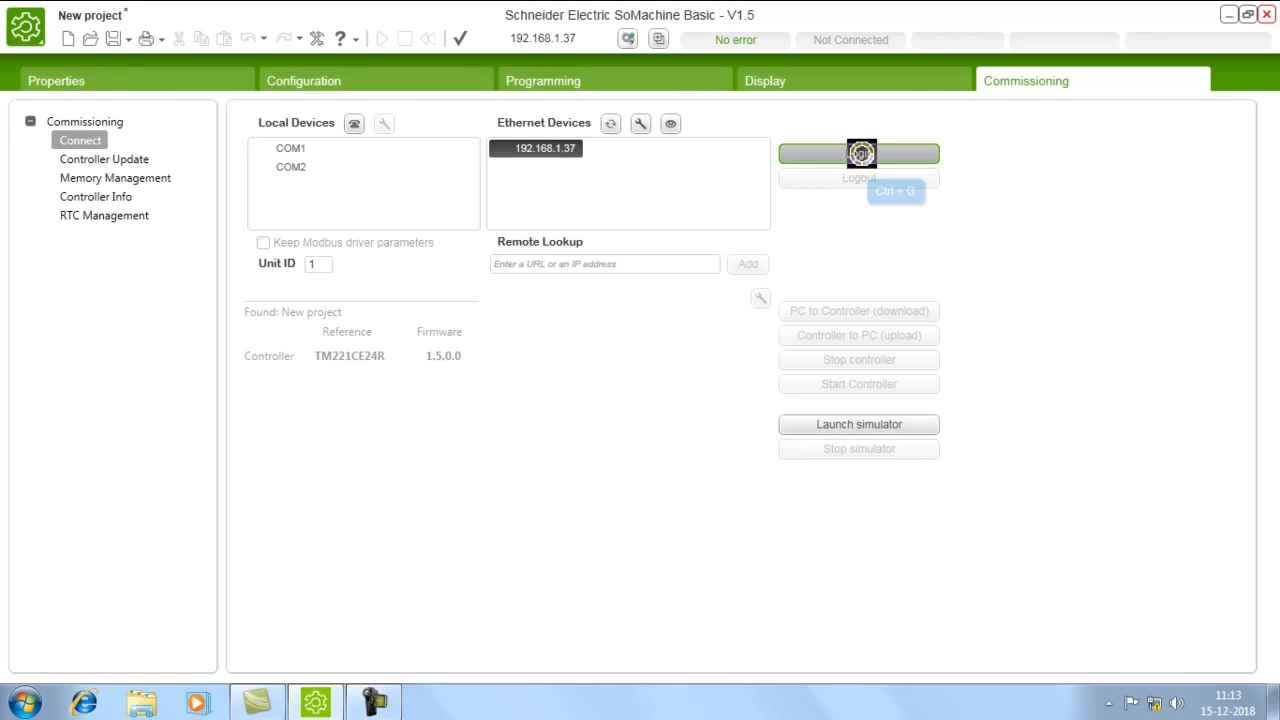 New project *
Schneider Electric SoMachine Basic - V1.5
192.168.1.37
No error
Not Connected
Properties
Configuration
Programming
Display
Commissioning
Commissioning
Connect
Controller Update
Memory Management
Controller Info
RTC Management
Local Devices
COM1
COM2
Keep Modbus driver parameters
Unit ID 1
Found: New project
Reference Firmware
Controller TM221CE24R 1.5.0.0
Ethernet Devices
192.168.1.37
Remote Lookup
Enter a URL or an IP address
Add
Login
Logout
Ctrl + G
PC to Controller (download)
Controller to PC (upload)
Stop controller
Start Controller
Launch simulator
Stop simulator
11:13
15-12-2018